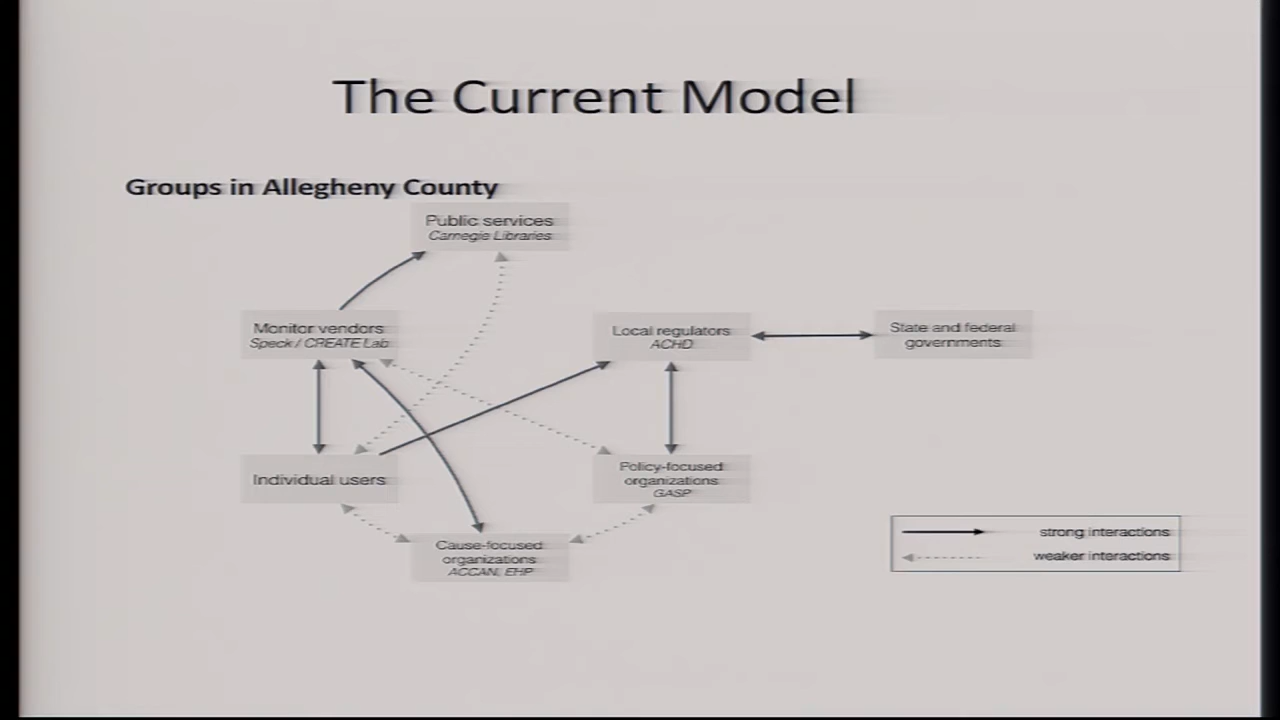 The Current Model
Groups in Allegheny County
Public services
Carnegie Libraries
Monitor vendors
Speck / CREATE Lab
Local regulators
ACHD
State and federal
governments
Individual users
Policy-focused
organizations
GASP
Cause-focused
organizations
ACCAN, EHP
strong interactions
weaker interactions